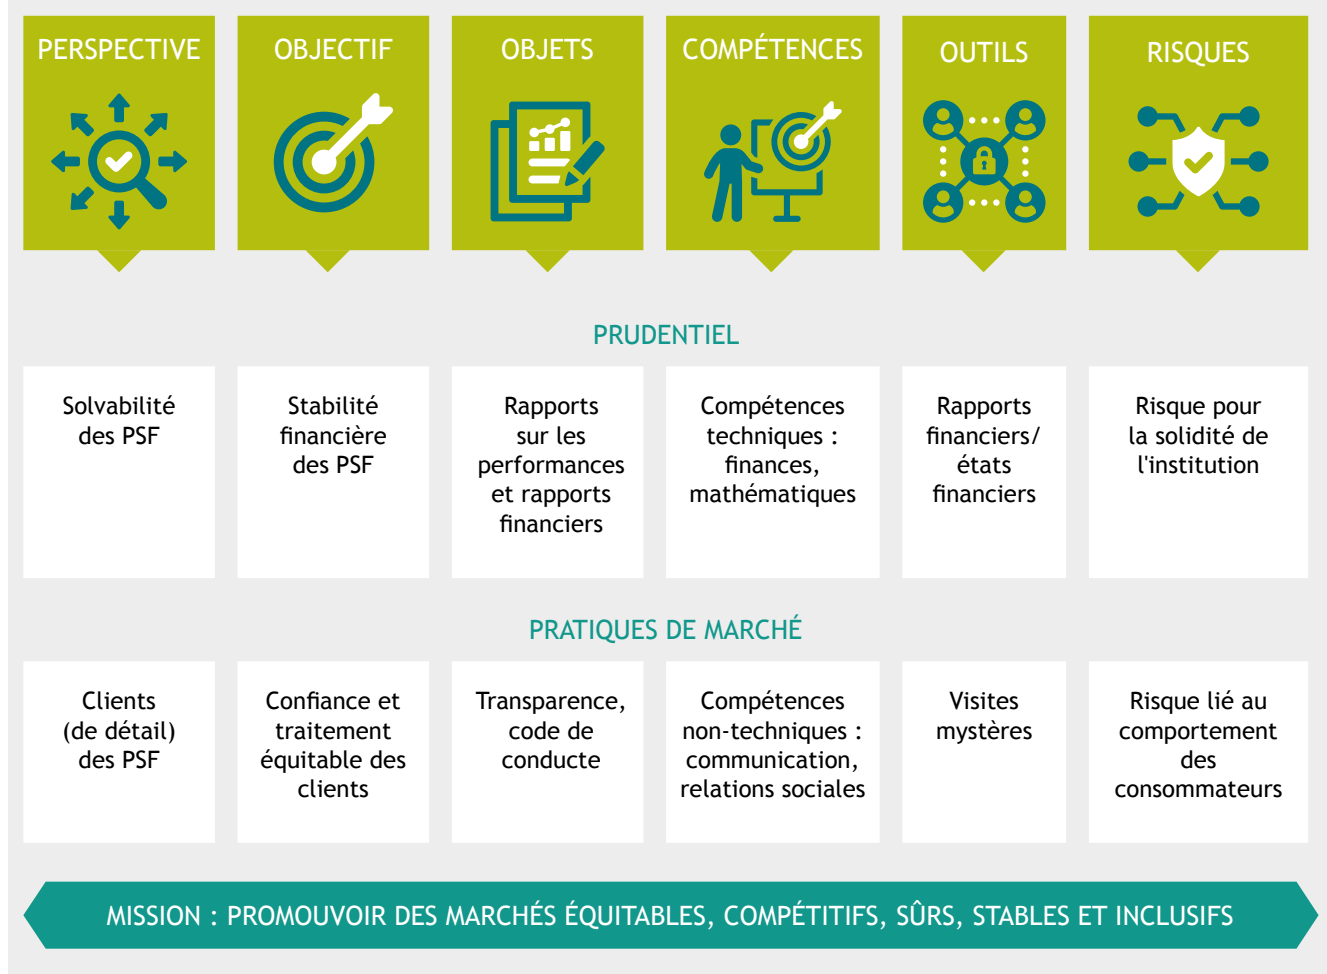 PERSPECTIVE
OBJECTIF
OBJETS
COMPÉTENCES
OUTILS
RISQUES
PRUDENTIEL
Solvabilité
des PSF
Stabilité
financière
des PSF
Rapports
sur les
performances
et rapports
financiers
Compétences
techniques :
finances,
mathématiques
Rapports
financiers/
états
financiers
Risque pour
la solidité de
l'institution
PRATIQUES DE MARCHÉ
Clients
(de détail)
des PSF
Confiance et
traitement
équitable des
clients
Transparence,
code de
conducte
Compétences
non-techniques :
communication,
relations sociales
Visites
mystères
Risque lié au
comportement
des
consommateurs
MISSION : PROMOUVOIR DES MARCHÉS ÉQUITABLES, COMPÉTITIFS, SÛRS, STABLES ET INCLUSIFS